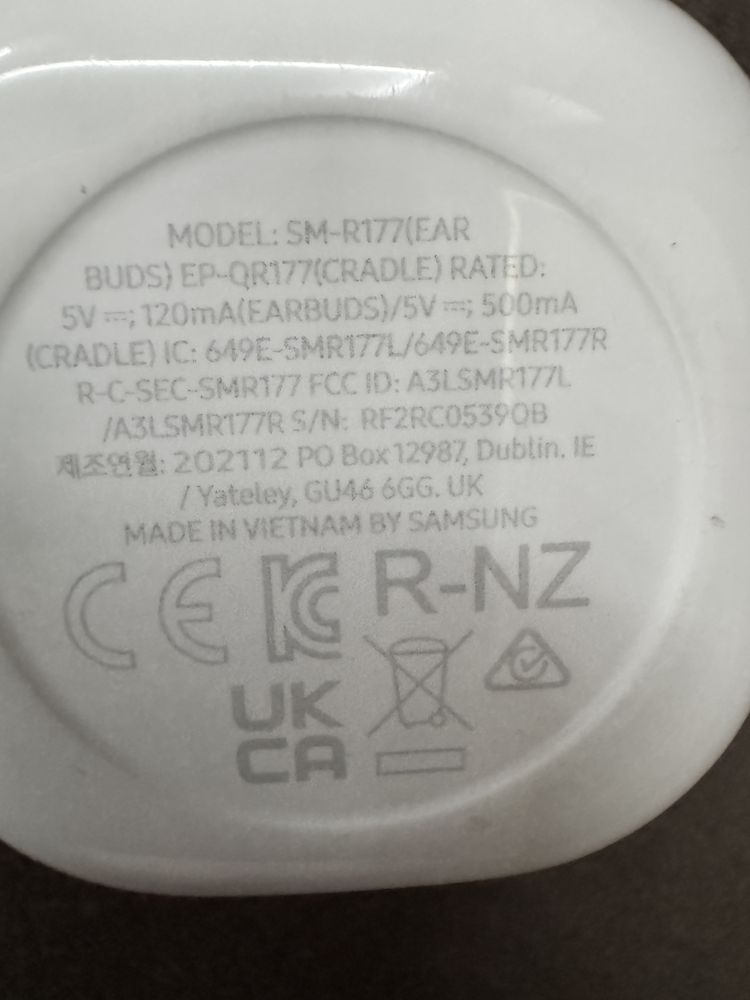 MODEL: SM-R177(EAR
BUDS) EP-QR177(CRADLE) RATED:
5V ⎓; 120mA(EARBUDS)/5V ⎓; 500mA
(CRADLE) IC: 649E-SMR177L/649E-SMR177R
R-C-SEC-SMR177 FCC ID: A3LSMR177L
/A3LSMR177R S/N: RF2RC0539QB
제조연월: 202112 PO Box 12987, Dublin. IE
/ Yateley, GU46 6GG. UK
MADE IN VIETNAM BY SAMSUNG
CE KC R-NZ
UK
CA